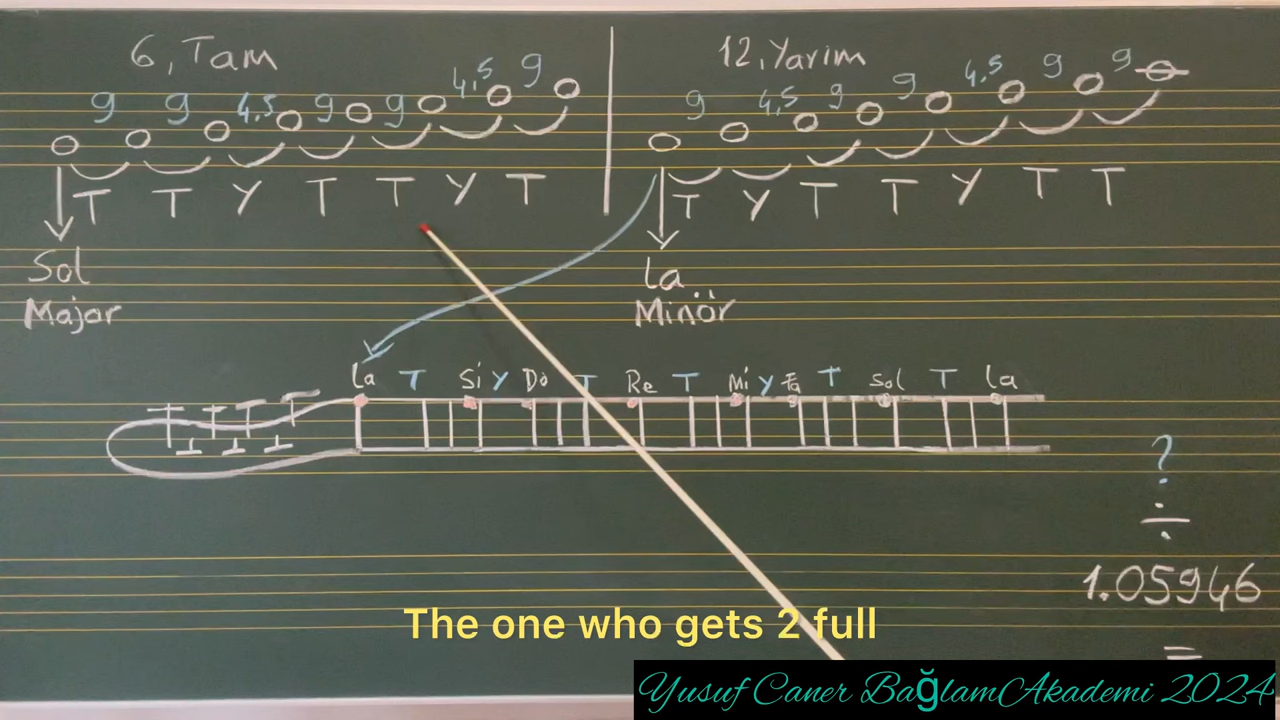 6, Tam
9 9 4,5 9 9 4,5 9
T T Y T T Y T
Sol
Major
12, Yarim
9 4,5 9 9 4,5 9 9
T Y T T Y T T
La
Minör
La T Si Y Do T Re T Mi Y Fa T Sol T La
?
÷
1.05946
=
The one who gets 2 full
Yusuf Caner BağlamAkademi 2024